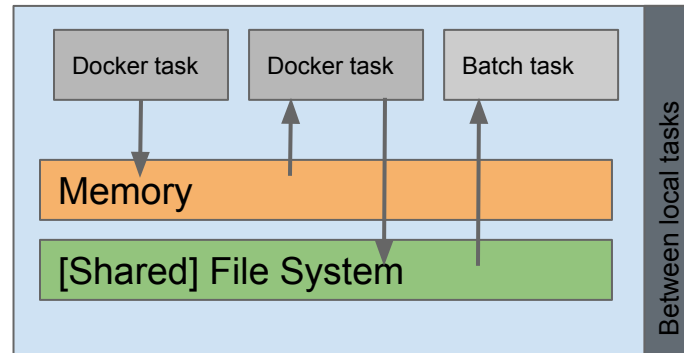 Docker task
Docker task
Batch task
Memory
[Shared] File System
Between local tasks